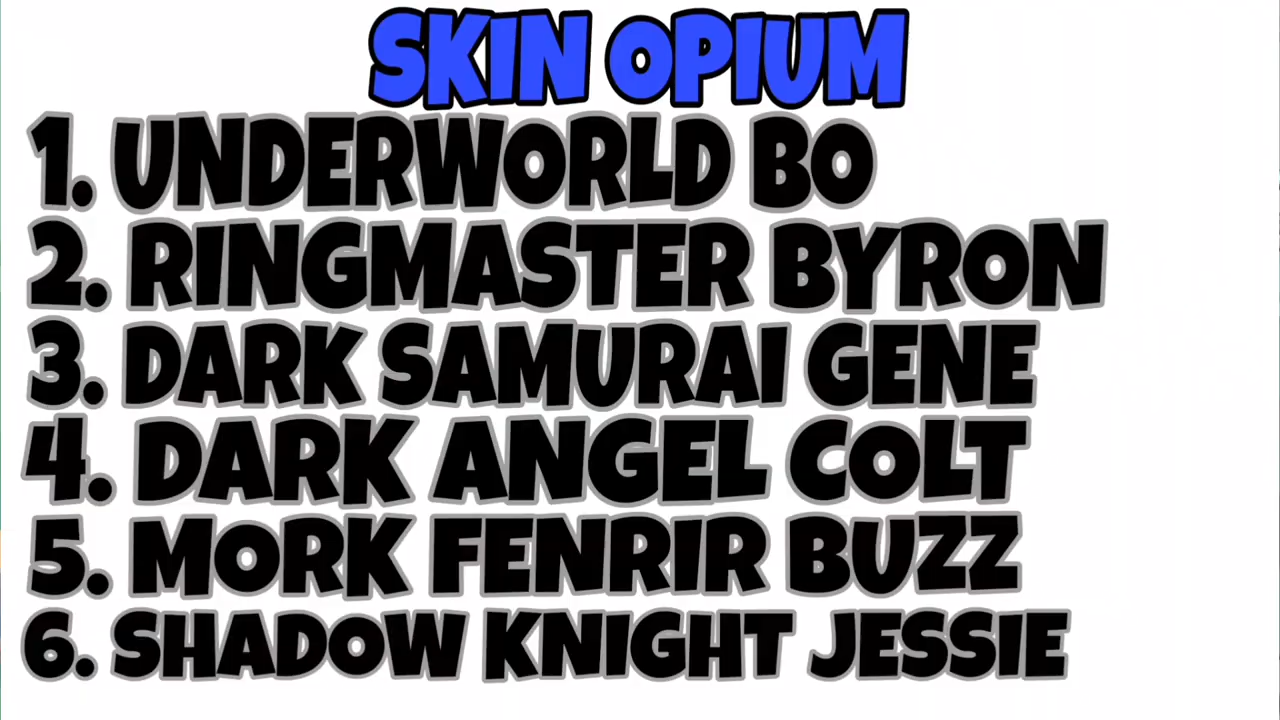 SKIN OPIUM
1. UNDERWORLD BO
2. RINGMASTER BYRON
3. DARK SAMURAI GENE
4. DARK ANGEL COLT
5. MORK FENRIR BUZZ
6. SHADOW KNIGHT JESSIE